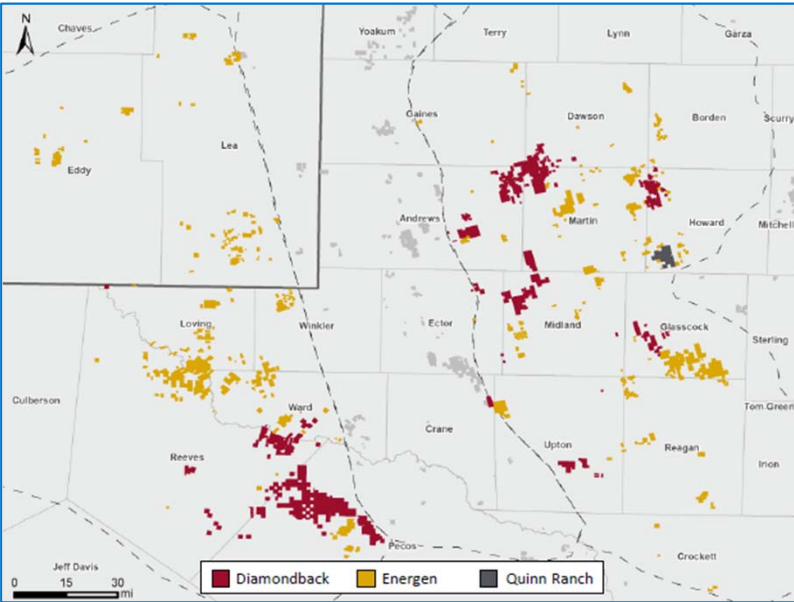 N
Chaves
Yoakum
Terry
Lynn
Garza
Gaines
Dawson
Borden
Scurry
Lea
Eddy
Andrews
Martin
Howard
Mitchell
Loving
Winkler
Ector
Midland
Glasscock
Sterling
Culberson
Ward
Crane
Upton
Reagan
Tom Green
Irion
Reeves
Pecos
Crockett
Jeff Davis
0 15 30
mi
Diamondback Energen Quinn Ranch